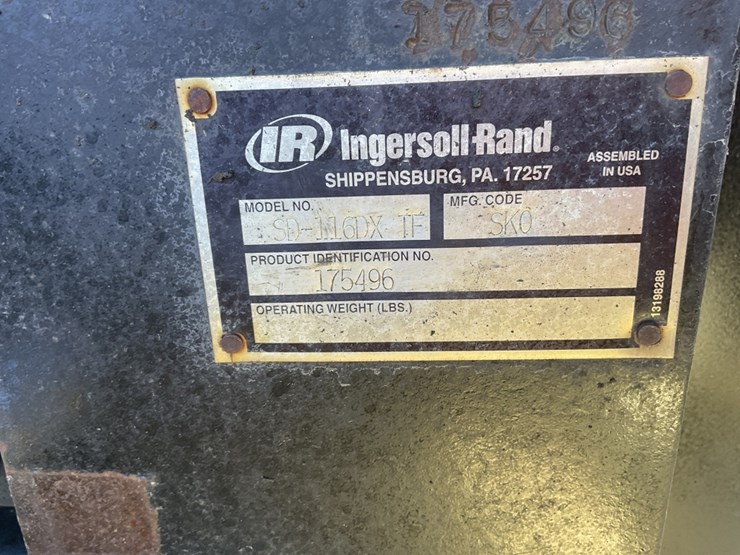 175496
IR Ingersoll-Rand®
SHIPPENSBURG, PA. 17257
ASSEMBLED
IN USA
MODEL NO.
SD-116DX TF
MFG. CODE
SKO
PRODUCT IDENTIFICATION NO.
175496
OPERATING WEIGHT (LBS.)
13198288